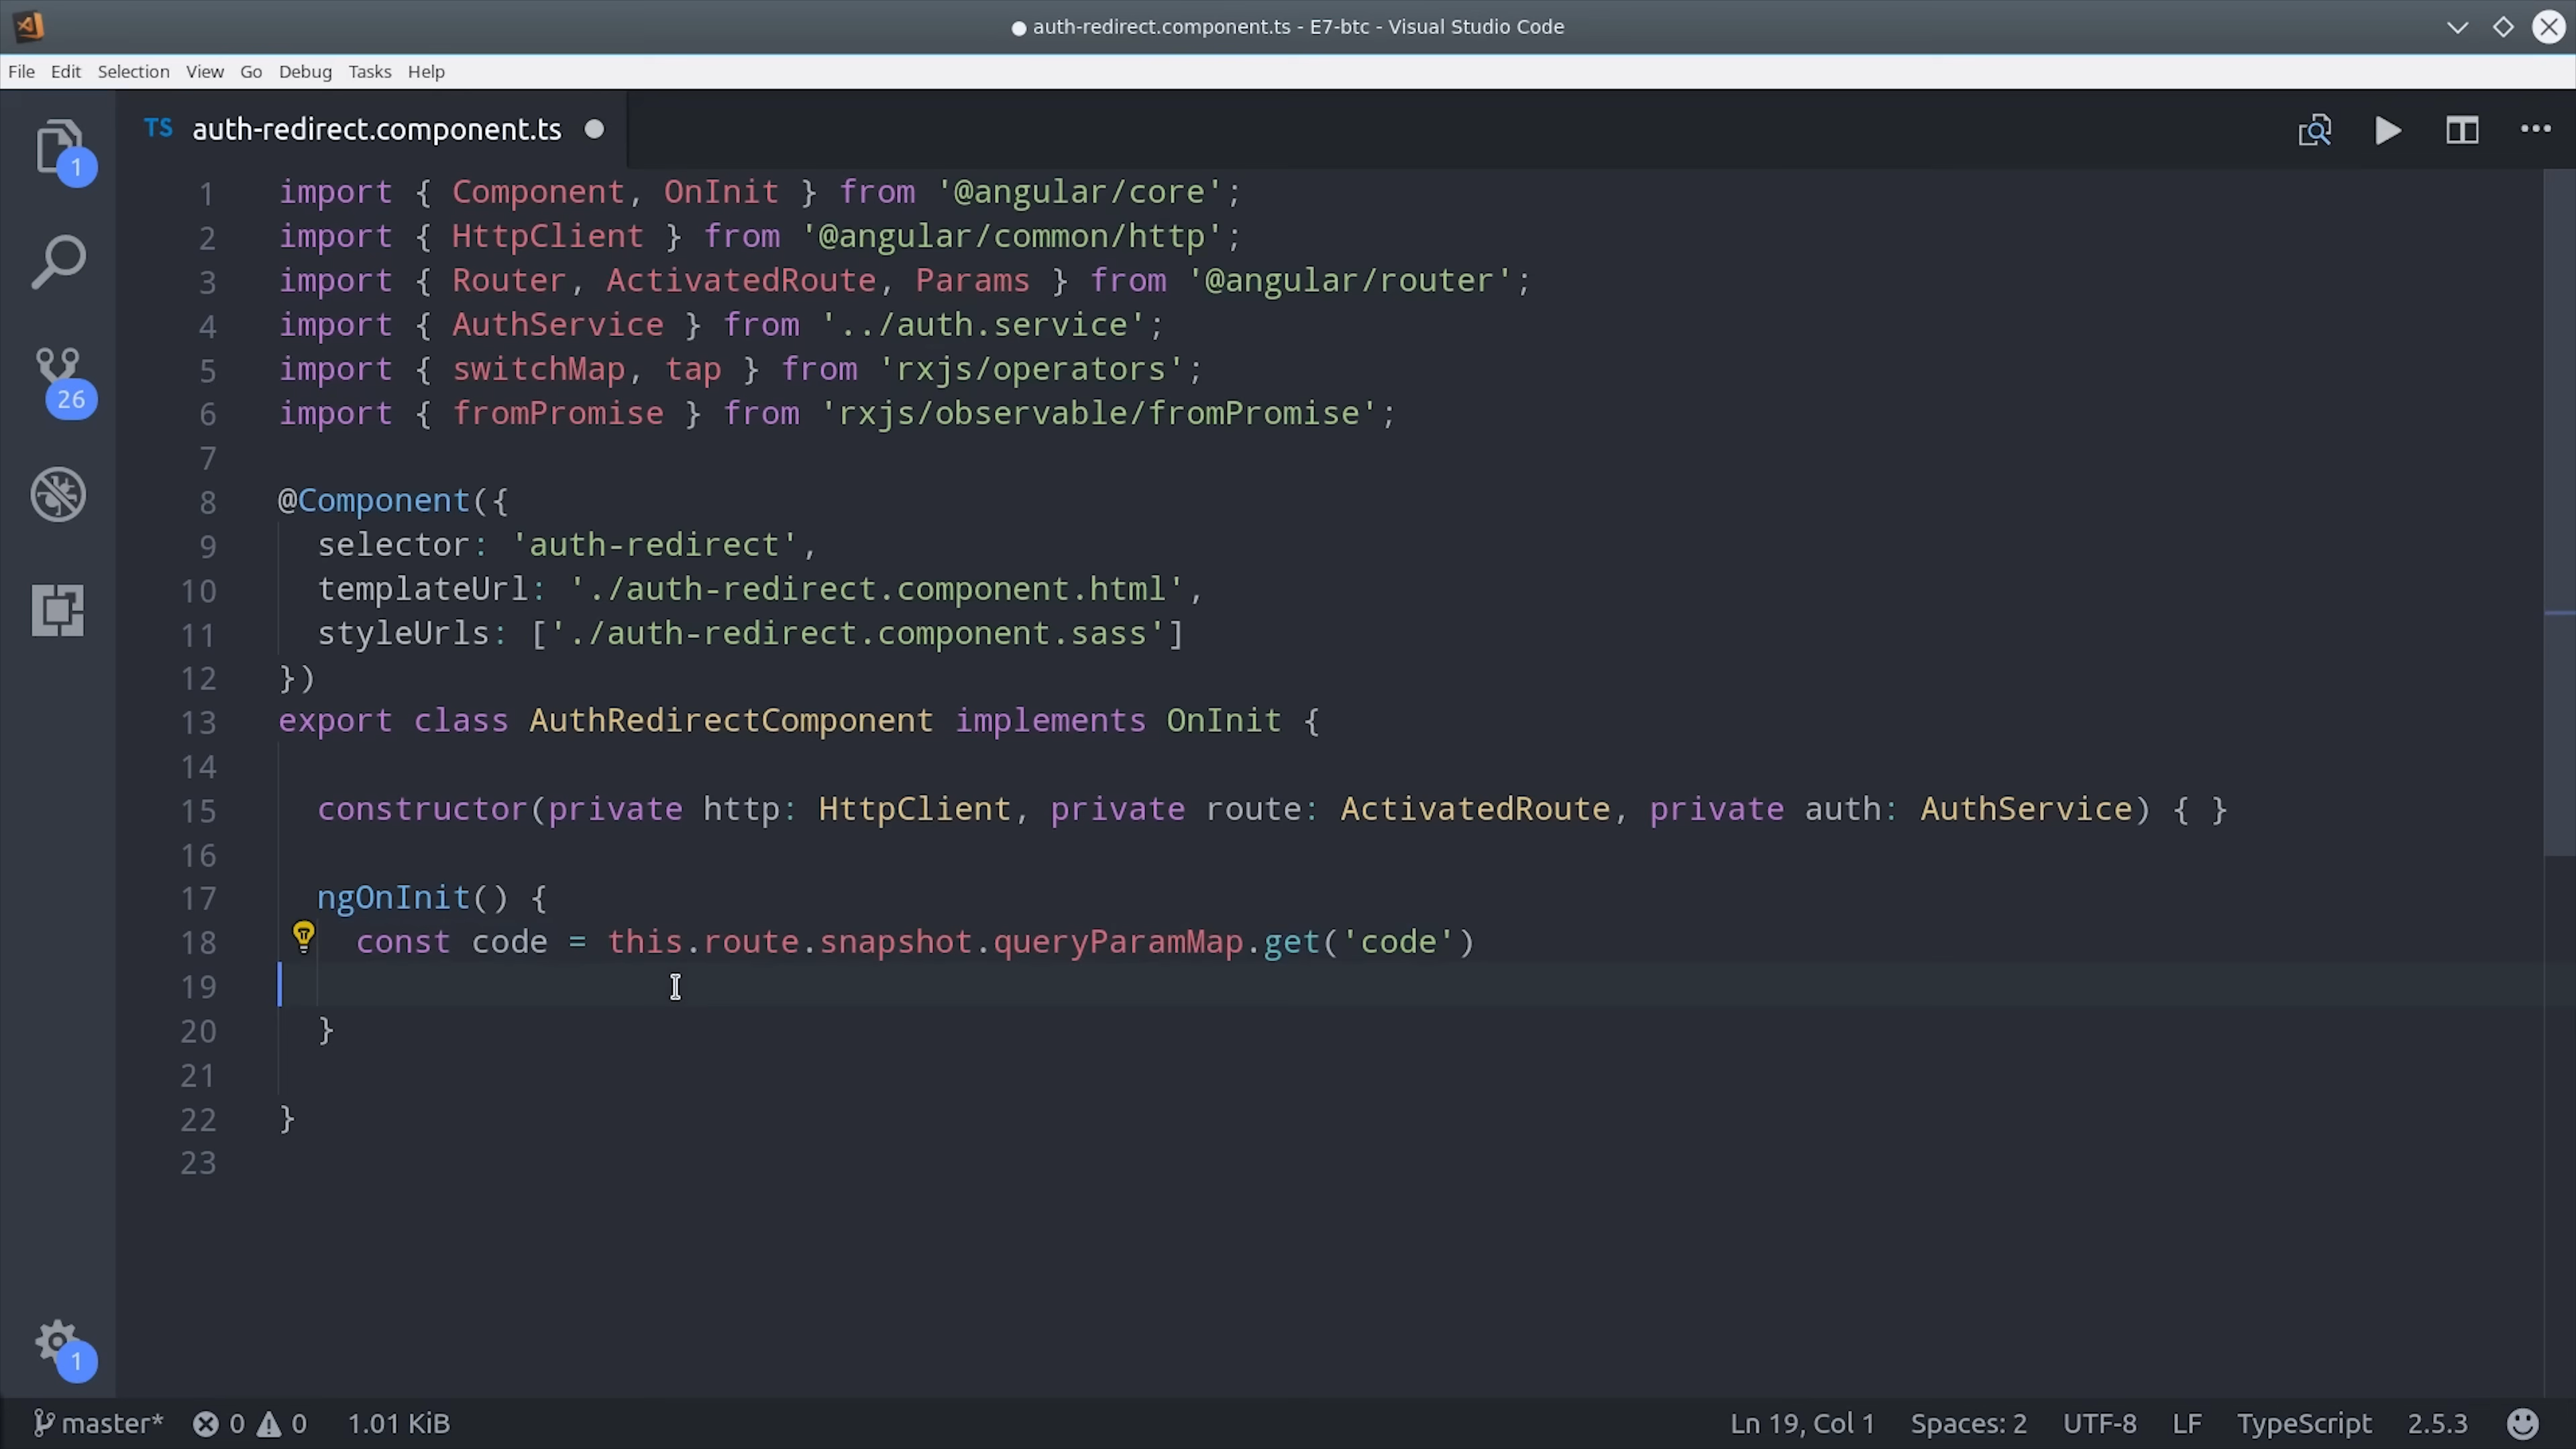 ● auth-redirect.component.ts - E7-btc - Visual Studio Code
File Edit Selection View Go Debug Tasks Help
TS auth-redirect.component.ts ●
1
26
1
1 import { Component, OnInit } from '@angular/core';
2 import { HttpClient } from '@angular/common/http';
3 import { Router, ActivatedRoute, Params } from '@angular/router';
4 import { AuthService } from '../auth.service';
5 import { switchMap, tap } from 'rxjs/operators';
6 import { fromPromise } from 'rxjs/observable/fromPromise';
7
8 @Component({
9   selector: 'auth-redirect',
10   templateUrl: './auth-redirect.component.html',
11   styleUrls: ['./auth-redirect.component.sass']
12 })
13 export class AuthRedirectComponent implements OnInit {
14
15   constructor(private http: HttpClient, private route: ActivatedRoute, private auth: AuthService) { }
16
17   ngOnInit() {
18     const code = this.route.snapshot.queryParamMap.get('code')
19
20   }
21
22 }
23
master* 0 0 1.01 KiB Ln 19, Col 1 Spaces: 2 UTF-8 LF TypeScript 2.5.3